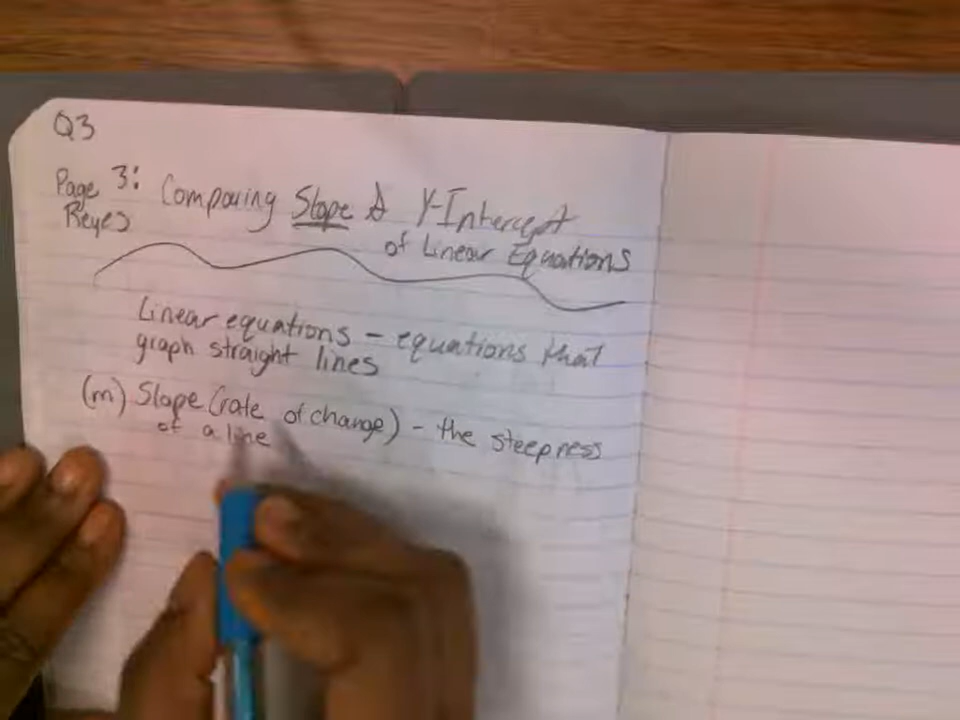 Q3
Page 3: Comparing Slope & Y-Intercept
Reyes
of Linear Equations
Linear equations - equations that
graph straight lines
(m) Slope (rate of change) - the steepness
of a line